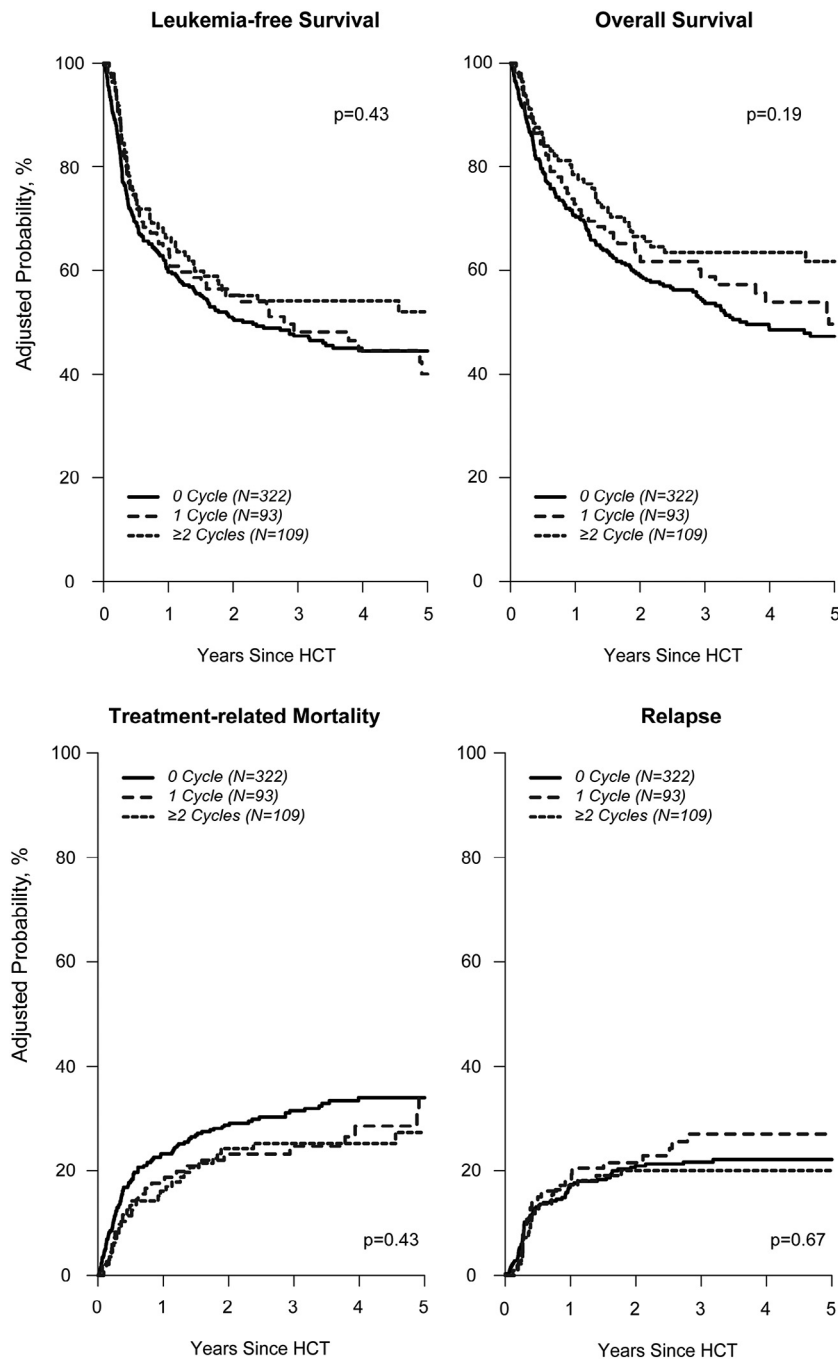 Leukemia-free Survival
Adjusted Probability, %
100
80
60
40
20
0
p=0.43
0 Cycle (N=322)
1 Cycle (N=93)
≥2 Cycles (N=109)
0 1 2 3 4 5
Years Since HCT
Overall Survival
100
80
60
40
20
0
p=0.19
0 Cycle (N=322)
1 Cycle (N=93)
≥2 Cycle (N=109)
0 1 2 3 4 5
Years Since HCT
Treatment-related Mortality
Adjusted Probability, %
100
80
60
40
20
0
0 Cycle (N=322)
1 Cycle (N=93)
≥2 Cycles (N=109)
p=0.43
0 1 2 3 4 5
Years Since HCT
Relapse
100
80
60
40
20
0
0 Cycle (N=322)
1 Cycle (N=93)
≥2 Cycles (N=109)
p=0.67
0 1 2 3 4 5
Years Since HCT